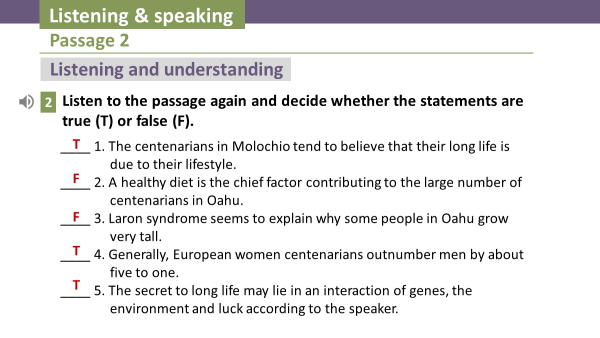 Listening & speaking
Passage 2
Listening and understanding
2 Listen to the passage again and decide whether the statements are
true (T) or false (F).
__T__ 1. The centenarians in Molochio tend to believe that their long life is
due to their lifestyle.
__F__ 2. A healthy diet is the chief factor contributing to the large number of
centenarians in Oahu.
__F__ 3. Laron syndrome seems to explain why some people in Oahu grow
very tall.
__T__ 4. Generally, European women centenarians outnumber men by about
five to one.
__T__ 5. The secret to long life may lie in an interaction of genes, the
environment and luck according to the speaker.